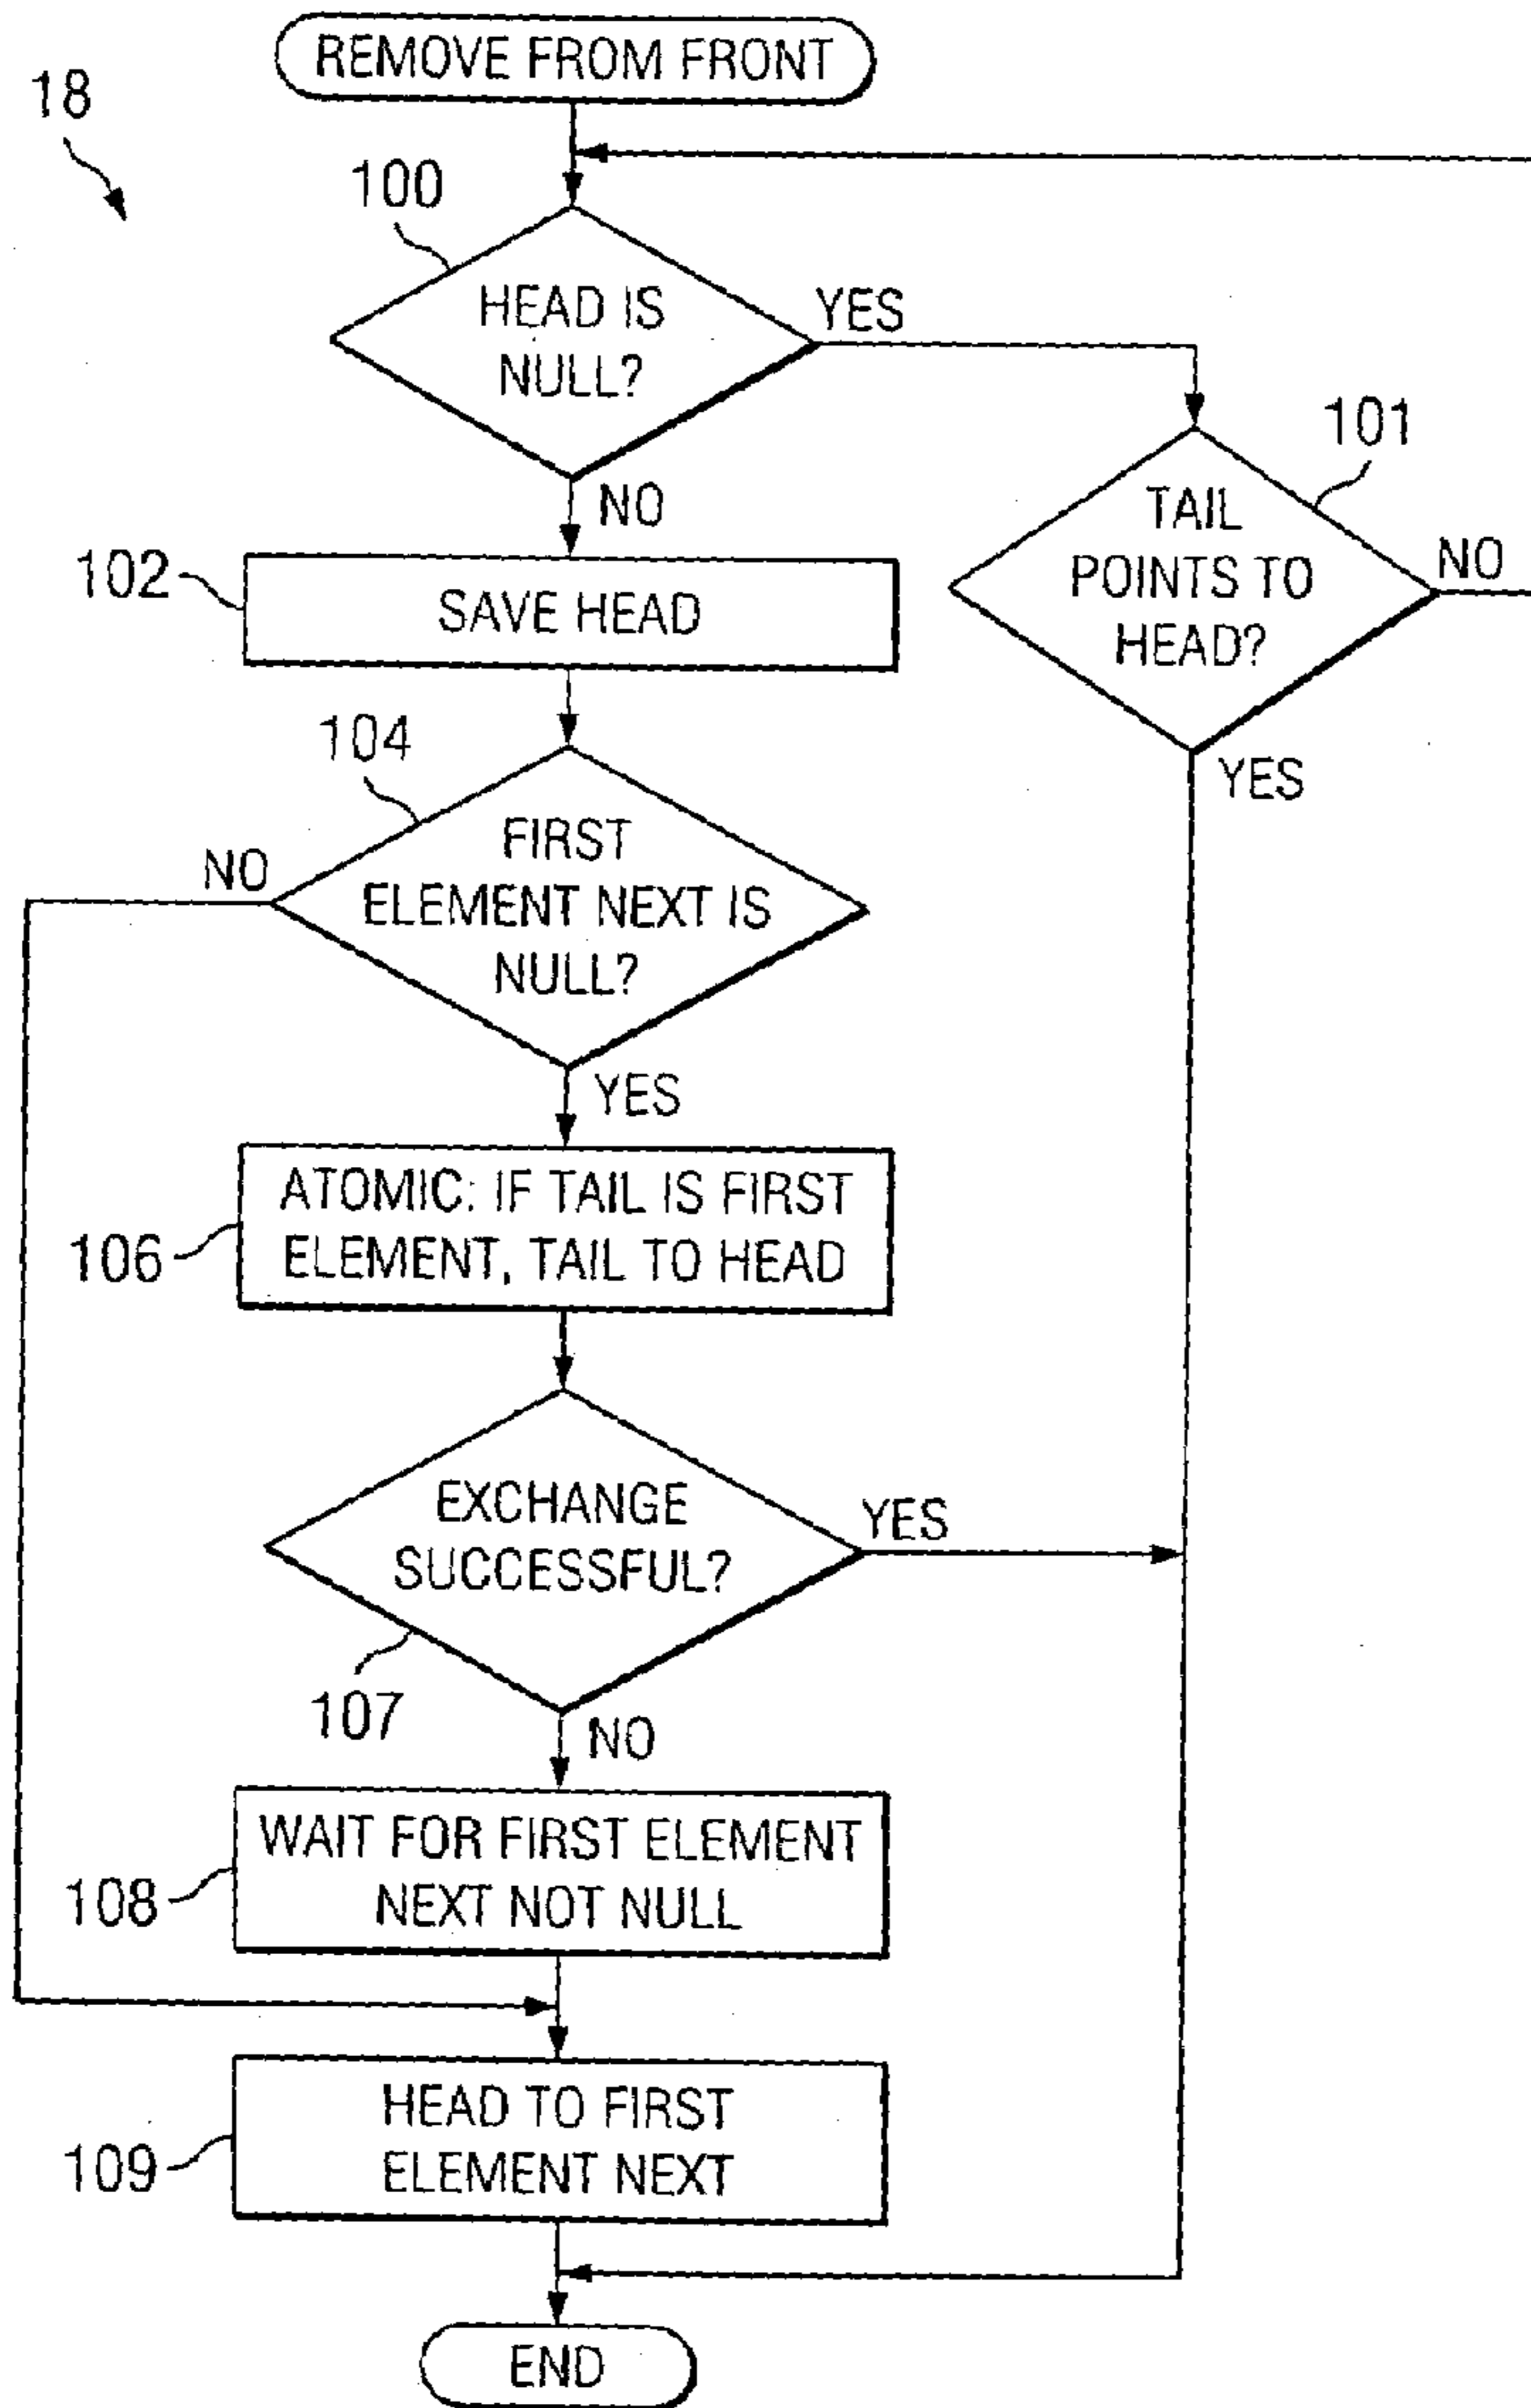 REMOVE FROM FRONT
18
100
HEAD IS
NULL?
YES
101
TAIL
POINTS TO
HEAD?
NO
YES
NO
102
SAVE HEAD
104
FIRST
ELEMENT NEXT IS
NULL?
NO
YES
106
ATOMIC: IF TAIL IS FIRST
ELEMENT, TAIL TO HEAD
EXCHANGE
SUCCESSFUL?
YES
107
NO
108
WAIT FOR FIRST ELEMENT
NEXT NOT NULL
109
HEAD TO FIRST
ELEMENT NEXT
END